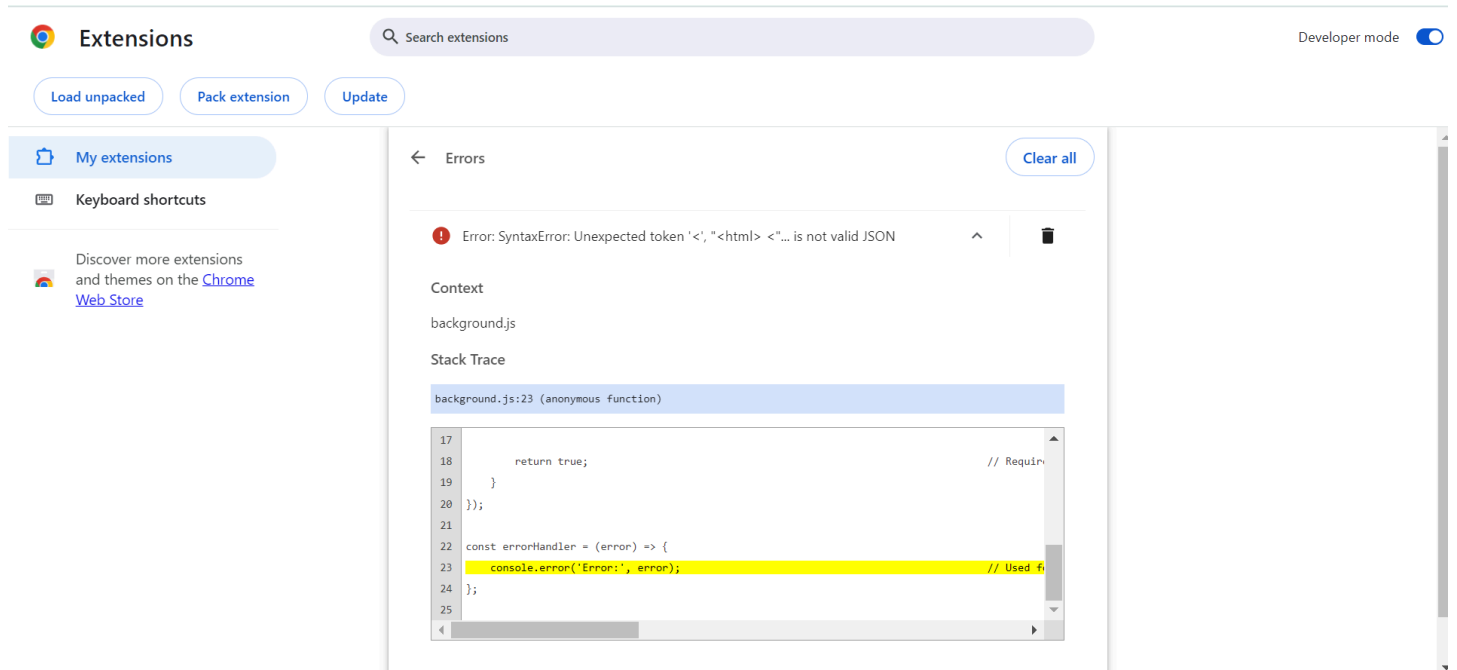 Extensions
Search extensions
Developer mode
Load unpacked
Pack extension
Update
My extensions
Keyboard shortcuts
Discover more extensions
and themes on the Chrome
Web Store
Errors
Clear all
Error: SyntaxError: Unexpected token '<', "<html> <"... is not valid JSON
Context
background.js
Stack Trace
background.js:23 (anonymous function)
17
18 return true; // Require
19 }
20 });
21
22 const errorHandler = (error) => {
23 console.error('Error:', error); // Used fo
24 };
25